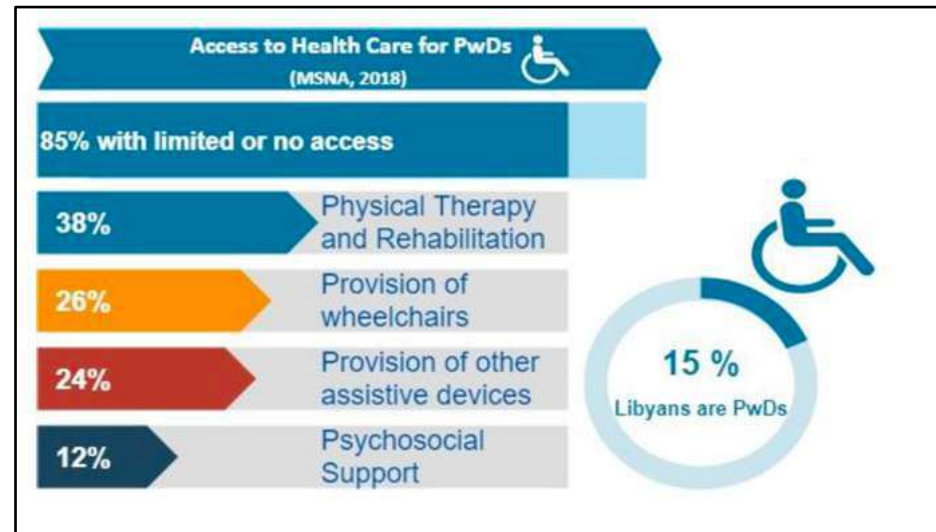 Access to Health Care for PwDs
(MSNA, 2018)
85% with limited or no access
38%
Physical Therapy
and Rehabilitation
26%
Provision of
wheelchairs
24%
Provision of other
assistive devices
12%
Psychosocial
Support
15 %
Libyans are PwDs